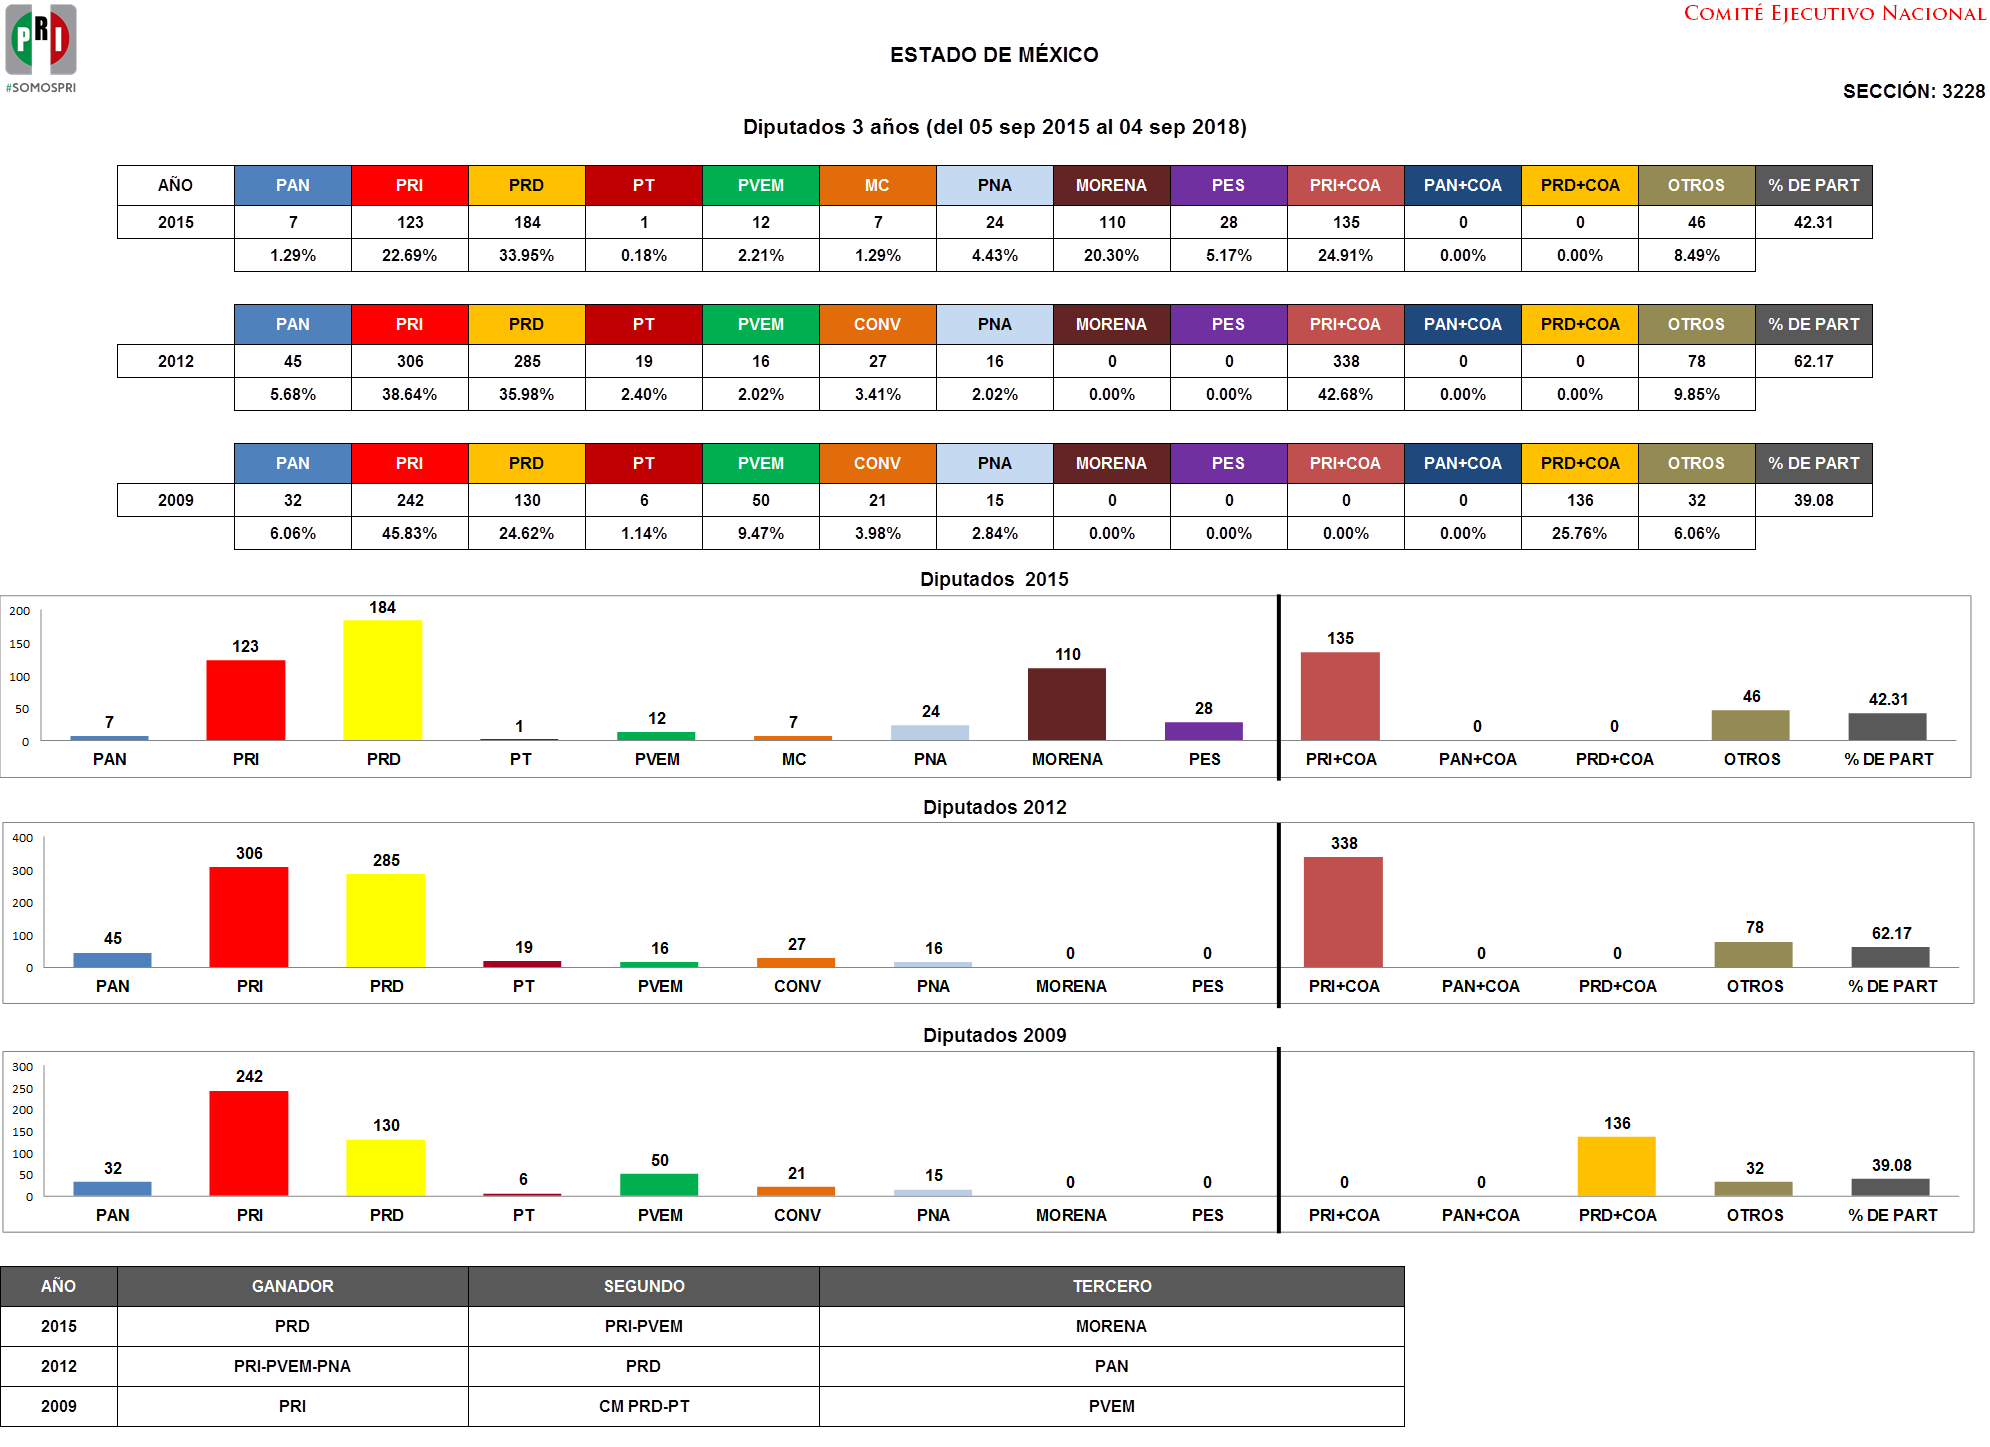 PRI
#SOMOSPRI
COMITÉ EJECUTIVO NACIONAL
ESTADO DE MÉXICO
SECCIÓN: 3228
Diputados 3 años (del 05 sep 2015 al 04 sep 2018)
AÑO PAN PRI PRD PT PVEM MC PNA MORENA PES PRI+COA PAN+COA PRD+COA OTROS % DE PART
2015 7 123 184 1 12 7 24 110 28 135 0 0 46 42.31
1.29% 22.69% 33.95% 0.18% 2.21% 1.29% 4.43% 20.30% 5.17% 24.91% 0.00% 0.00% 8.49%
PAN PRI PRD PT PVEM CONV PNA MORENA PES PRI+COA PAN+COA PRD+COA OTROS % DE PART
2012 45 306 285 19 16 27 16 0 0 338 0 0 78 62.17
5.68% 38.64% 35.98% 2.40% 2.02% 3.41% 2.02% 0.00% 0.00% 42.68% 0.00% 0.00% 9.85%
PAN PRI PRD PT PVEM CONV PNA MORENA PES PRI+COA PAN+COA PRD+COA OTROS % DE PART
2009 32 242 130 6 50 21 15 0 0 0 0 136 32 39.08
6.06% 45.83% 24.62% 1.14% 9.47% 3.98% 2.84% 0.00% 0.00% 0.00% 0.00% 25.76% 6.06%
Diputados 2015
200
150
100
50
0
7 123 184 1 12 7 24 110 28 135 0 0 46 42.31
PAN PRI PRD PT PVEM MC PNA MORENA PES PRI+COA PAN+COA PRD+COA OTROS % DE PART
Diputados 2012
400
300
200
100
0
45 306 285 19 16 27 16 0 0 338 0 0 78 62.17
PAN PRI PRD PT PVEM CONV PNA MORENA PES PRI+COA PAN+COA PRD+COA OTROS % DE PART
Diputados 2009
300
250
200
150
100
50
0
32 242 130 6 50 21 15 0 0 0 0 136 32 39.08
PAN PRI PRD PT PVEM CONV PNA MORENA PES PRI+COA PAN+COA PRD+COA OTROS % DE PART
AÑO GANADOR SEGUNDO TERCERO
2015 PRD PRI-PVEM MORENA
2012 PRI-PVEM-PNA PRD PAN
2009 PRI CM PRD-PT PVEM